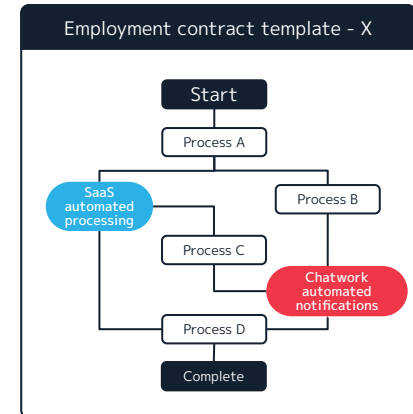 Employment contract template - X
Start
Process A
SaaS
automated
processing
Process B
Process C
Chatwork
automated
notifications
Process D
Complete